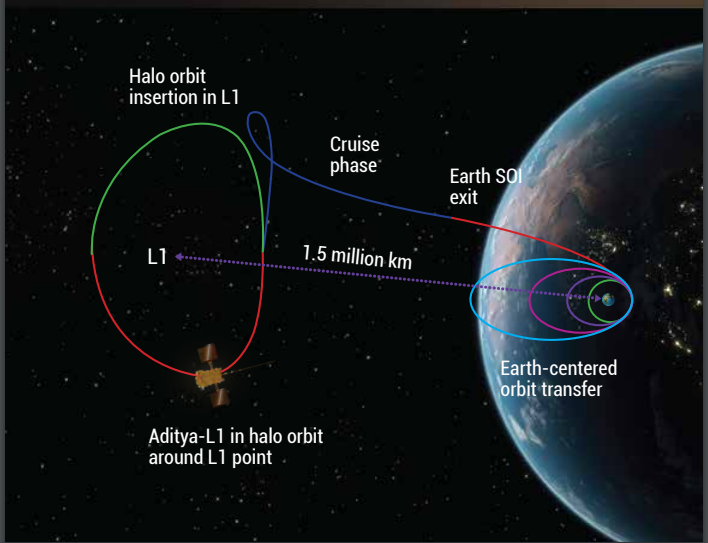 Halo orbit
insertion in L1
Cruise
phase
Earth SOI
exit
L1
1.5 million km
Earth-centered
orbit transfer
Aditya-L1 in halo orbit
around L1 point